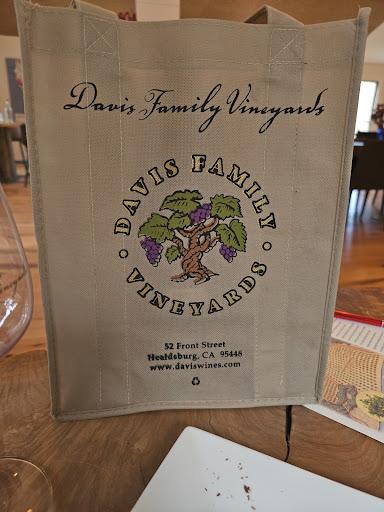 Davis Family Vineyards
DAVIS FAMILY
VINEYARDS
52 Front Street
Healdsburg, CA 95448
www.daviswines.com